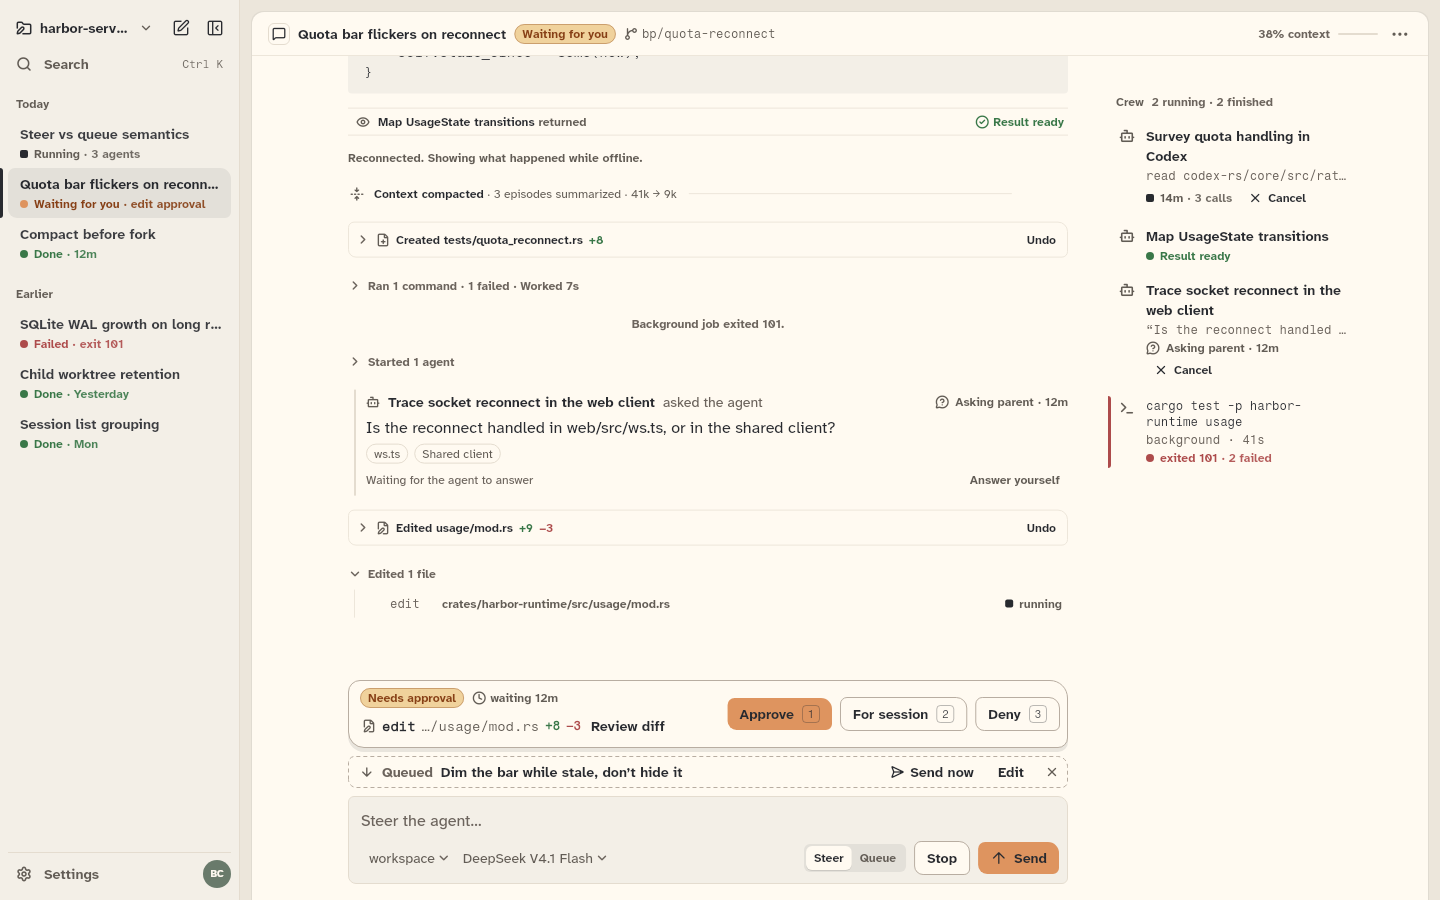 harbor-serv...
Search
Ctrl K
Today
Steer vs queue semantics
Running · 3 agents
Quota bar flickers on reconn...
Waiting for you · edit approval
Compact before fork
Done · 12m
Earlier
SQLite WAL growth on long r...
Failed · exit 101
Child worktree retention
Done · Yesterday
Session list grouping
Done · Mon
Settings
BC
Quota bar flickers on reconnect
Waiting for you
bp/quota-reconnect
38% context
}
Map UsageState transitions returned
Result ready
Reconnected. Showing what happened while offline.
Context compacted · 3 episodes summarized · 41k → 9k
Created tests/quota_reconnect.rs +8
Undo
Ran 1 command · 1 failed · Worked 7s
Background job exited 101.
Started 1 agent
Trace socket reconnect in the web client asked the agent
Asking parent · 12m
Is the reconnect handled in web/src/ws.ts, or in the shared client?
ws.ts
Shared client
Waiting for the agent to answer
Answer yourself
Edited usage/mod.rs +9 −3
Undo
Edited 1 file
edit crates/harbor-runtime/src/usage/mod.rs
running
Needs approval
waiting 12m
edit …/usage/mod.rs +8 −3 Review diff
Approve 1
For session 2
Deny 3
Queued Dim the bar while stale, don’t hide it
Send now
Edit
Steer the agent...
workspace
DeepSeek V4.1 Flash
Steer
Queue
Stop
Send
Crew 2 running · 2 finished
Survey quota handling in
Codex
read codex-rs/core/src/rat…
14m · 3 calls
Cancel
Map UsageState transitions
Result ready
Trace socket reconnect in the
web client
“Is the reconnect handled …
Asking parent · 12m
Cancel
cargo test -p harbor-
runtime usage
background · 41s
exited 101 · 2 failed